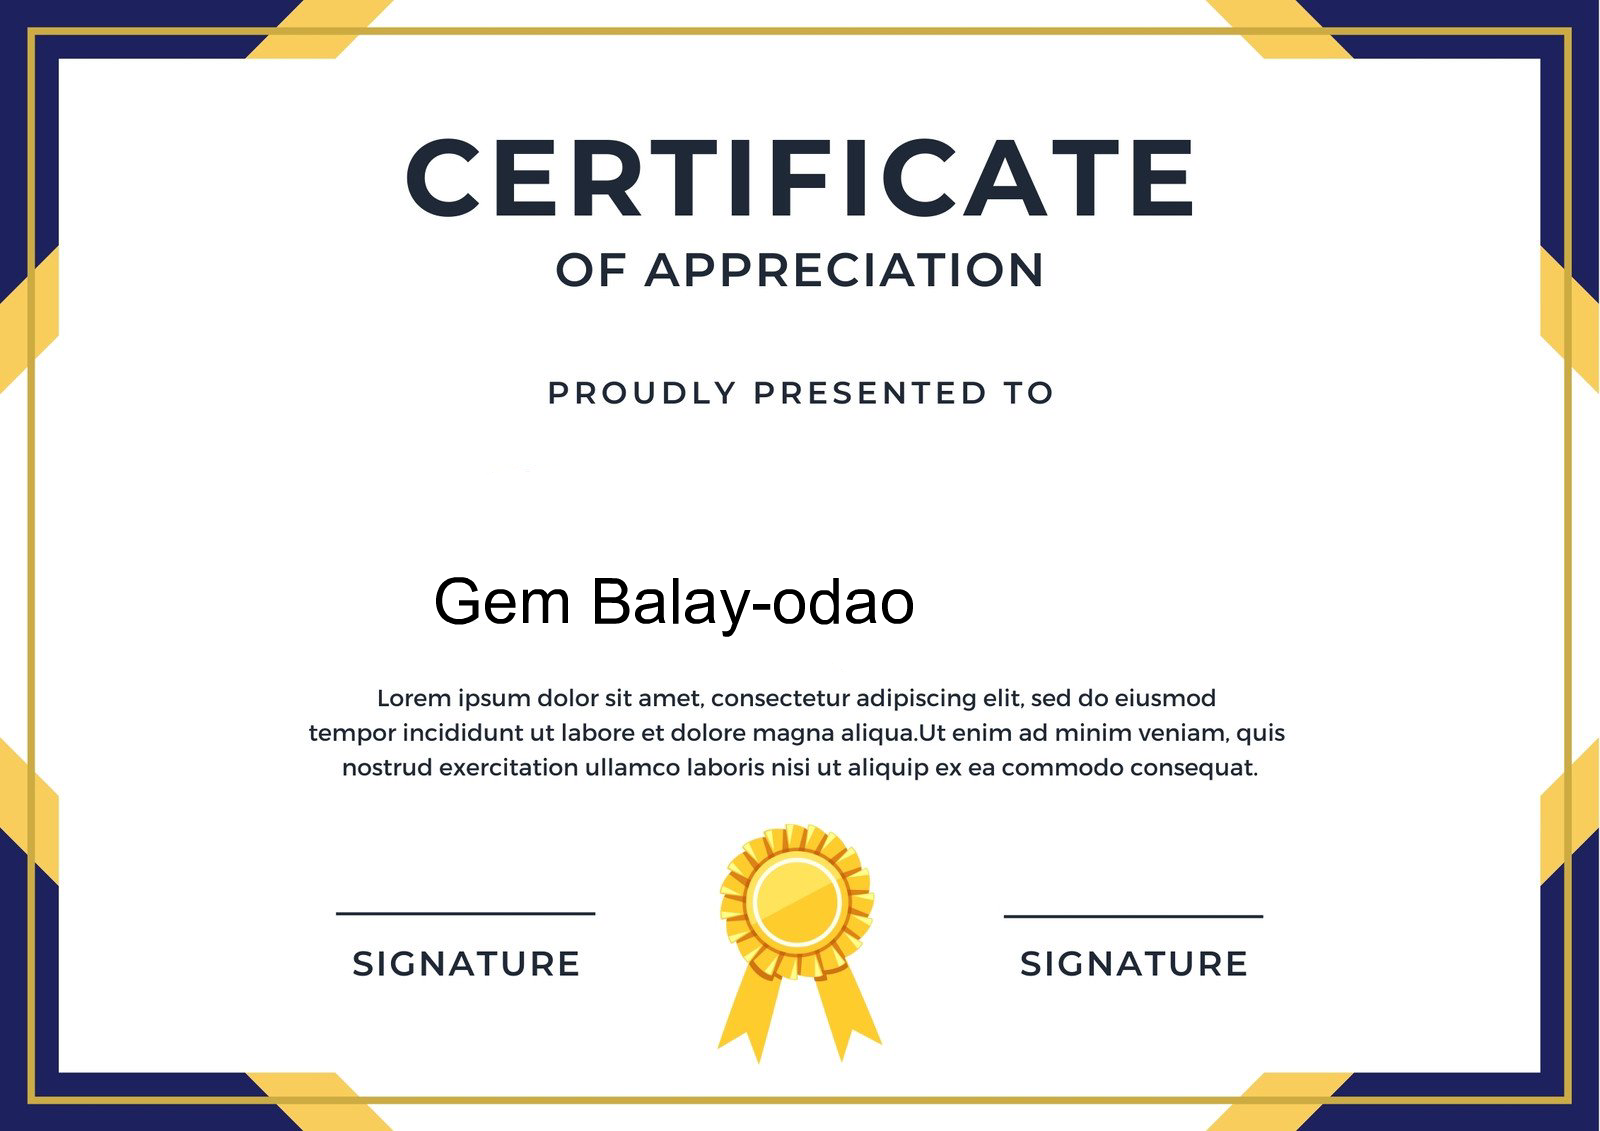 CERTIFICATE
OF APPRECIATION
PROUDLY PRESENTED TO
Gem Balay-odao
Lorem ipsum dolor sit amet, consectetur adipiscing elit, sed do eiusmod
tempor incididunt ut labore et dolore magna aliqua.Ut enim ad minim veniam, quis
nostrud exercitation ullamco laboris nisi ut aliquip ex ea commodo consequat.
SIGNATURE
SIGNATURE